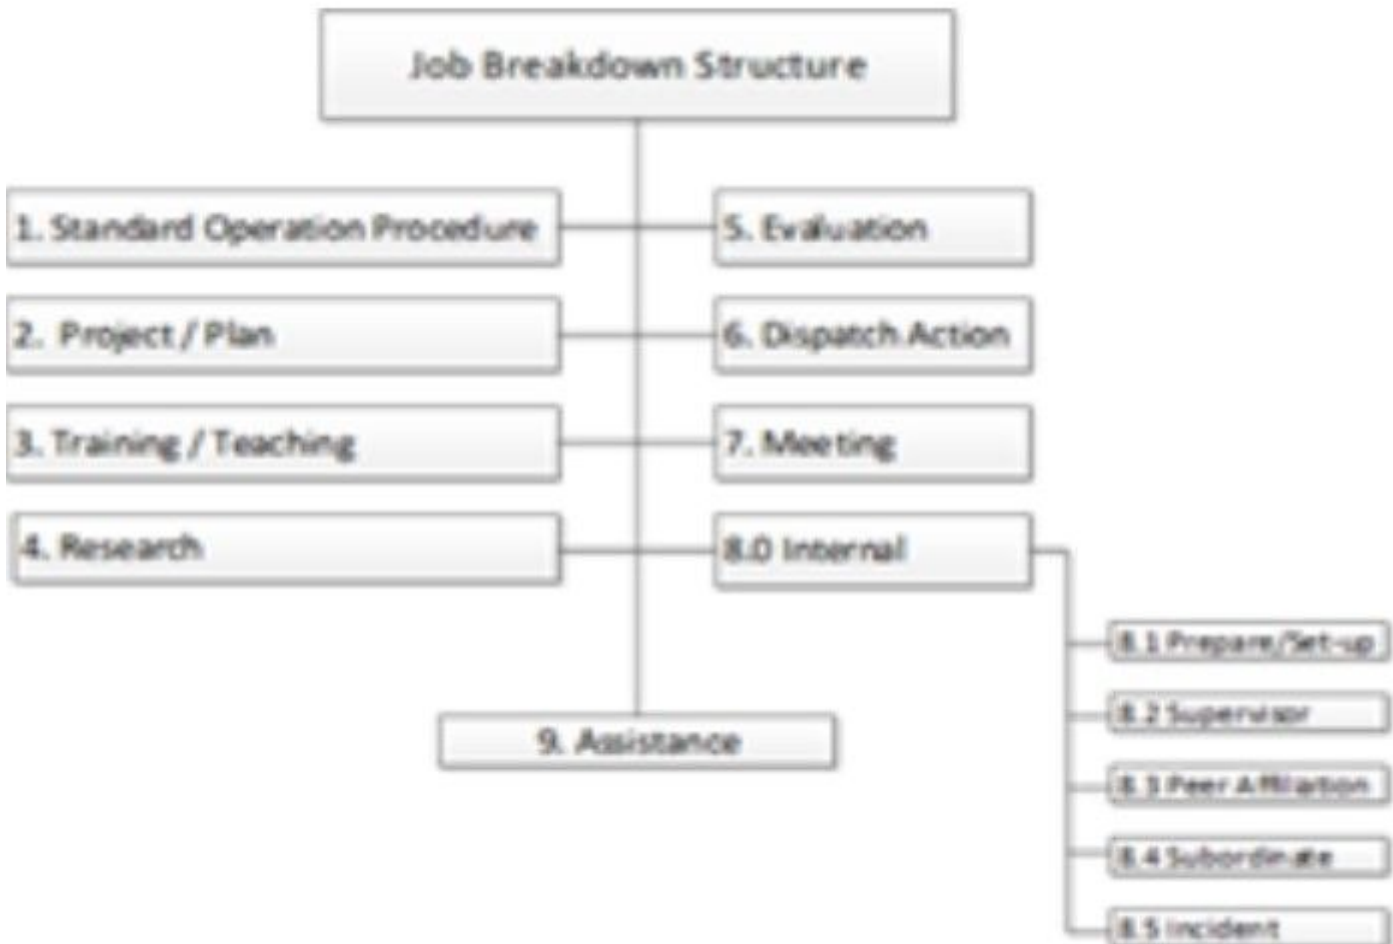 Job Breakdown Structure
1. Standard Operation Procedure
2. Project / Plan
3. Training / Teaching
4. Research
5. Evaluation
6. Dispatch Action
7. Meeting
8.0 Internal
8.1 Prepare/Set-up
8.2 Supervisor
8.3 Peer Affiliation
8.4 Subordinate
8.5 Incident
9. Assistance